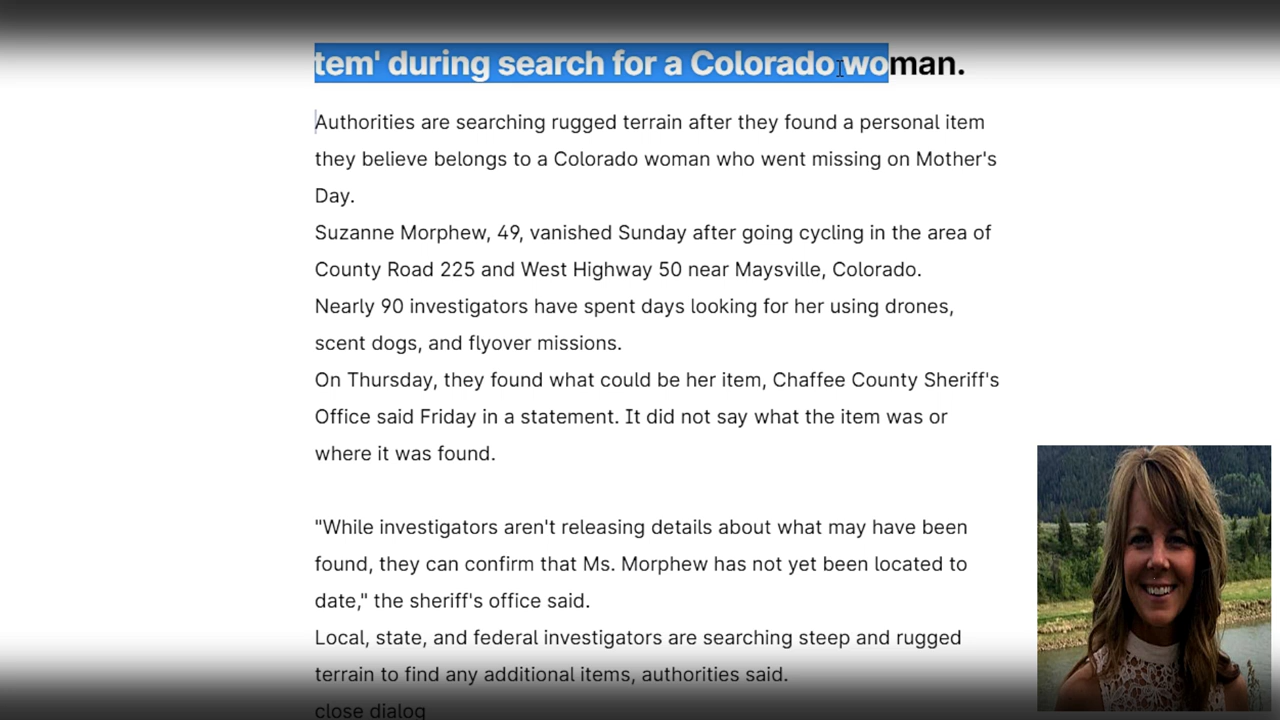 tem' during search for a Colorado woman.
Authorities are searching rugged terrain after they found a personal item
they believe belongs to a Colorado woman who went missing on Mother's
Day.
Suzanne Morphew, 49, vanished Sunday after going cycling in the area of
County Road 225 and West Highway 50 near Maysville, Colorado.
Nearly 90 investigators have spent days looking for her using drones,
scent dogs, and flyover missions.
On Thursday, they found what could be her item, Chaffee County Sheriff's
Office said Friday in a statement. It did not say what the item was or
where it was found.
"While investigators aren't releasing details about what may have been
found, they can confirm that Ms. Morphew has not yet been located to
date," the sheriff's office said.
Local, state, and federal investigators are searching steep and rugged
terrain to find any additional items, authorities said.
close dialog